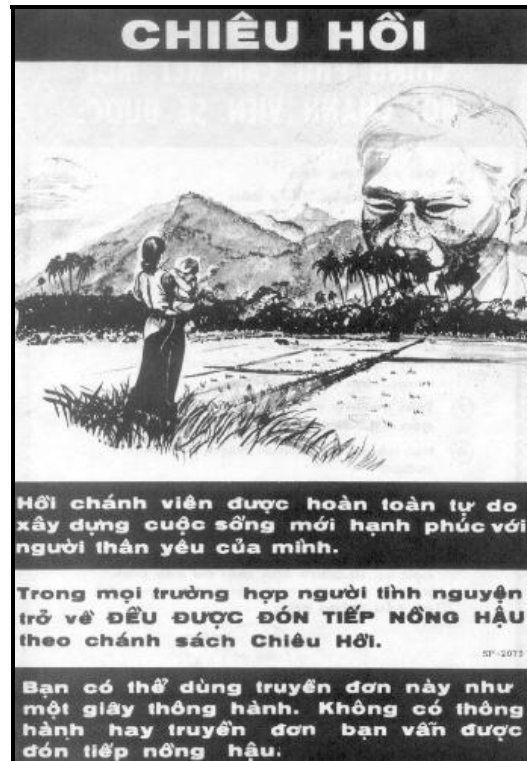 CHIÊU HỒI
Hồi chánh viên được hoàn toàn tự do
xây dựng cuộc sống mới hạnh phúc với
người thân yêu của mình.
Trong mọi trường hợp người tình nguyện
trở về ĐỀU ĐƯỢC ĐÓN TIẾP NỒNG HẬU
theo chánh sách Chiêu Hồi.
SP-2075
Bạn có thể dùng truyền đơn này như
một giấy thông hành. Không có thông
hành hay truyền đơn bạn vẫn được
đón tiếp nồng hậu.